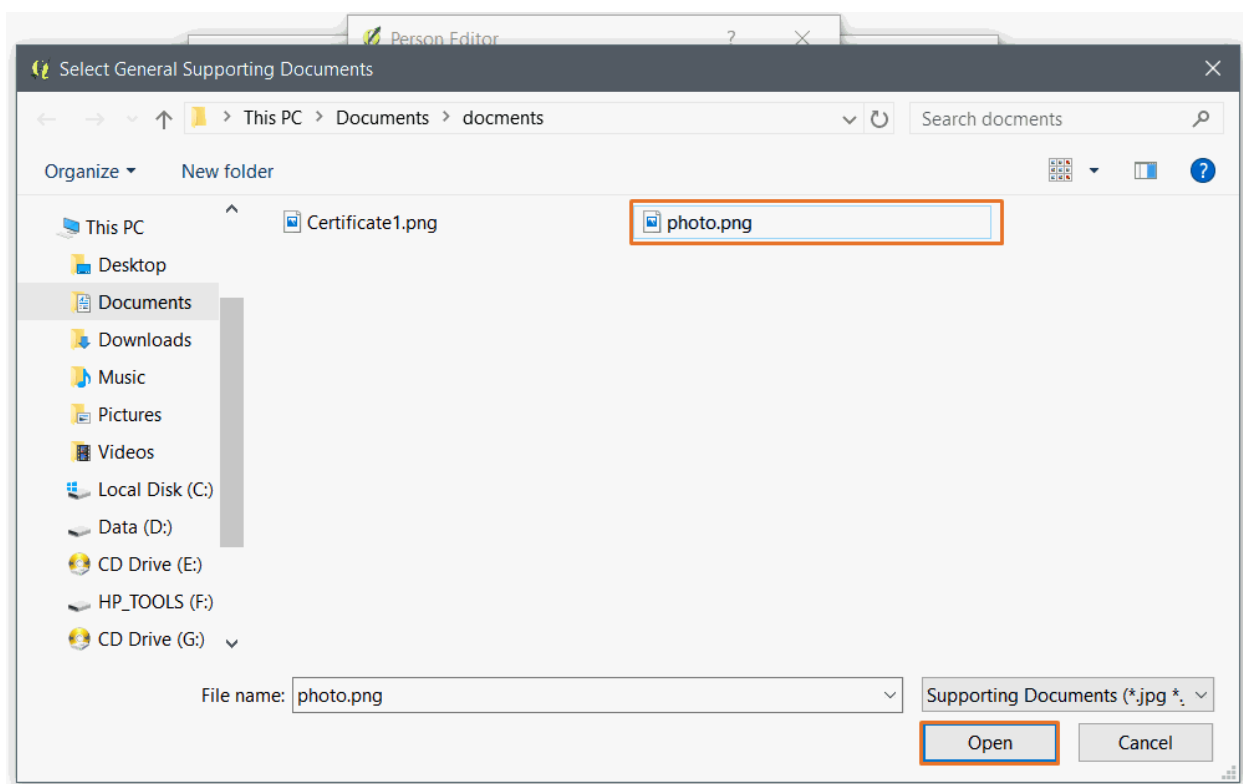 Person Editor ?
Select General Supporting Documents
This PC > Documents > docments
Search docments
Organize
New folder
?
This PC
Certificate1.png
photo.png
Desktop
Documents
Downloads
Music
Pictures
Videos
Local Disk (C:)
Data (D:)
CD Drive (E:)
HP_TOOLS (F:)
CD Drive (G:)
File name: photo.png
Supporting Documents (*.jpg *.
Open
Cancel